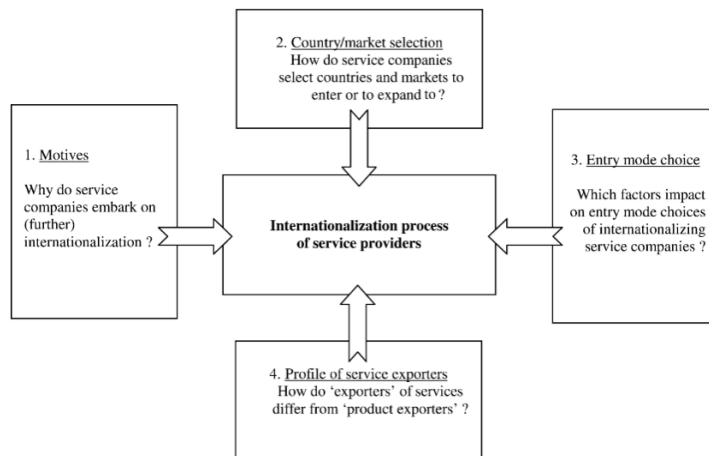 2. Country/market selection
How do service companies
select countries and markets to
enter or to expand to ?
1. Motives
Why do service
companies embark on
(further)
internationalization ?
Internationalization process
of service providers
3. Entry mode choice
Which factors impact
on entry mode choices
of internationalizing
service companies ?
4. Profile of service exporters
How do ‘exporters’ of services
differ from ‘product exporters’ ?